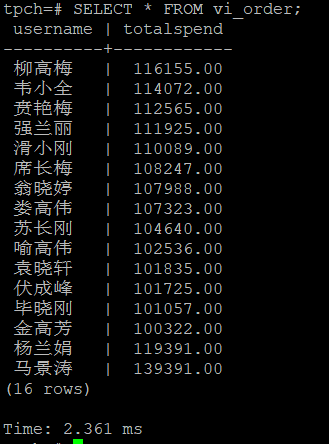 tpch=# SELECT * FROM vi_order;
username | totalspend
----------+------------
柳高梅 | 116155.00
韦小全 | 114072.00
贲艳梅 | 112565.00
强兰丽 | 111925.00
滑小刚 | 110089.00
席长梅 | 108247.00
翁晓婷 | 107988.00
娄高伟 | 107323.00
苏长刚 | 104640.00
喻高伟 | 102536.00
袁晓轩 | 101835.00
伏成峰 | 101725.00
毕晓刚 | 101057.00
金高芳 | 100322.00
杨兰娟 | 119391.00
马景涛 | 139391.00
(16 rows)
Time: 2.361 ms